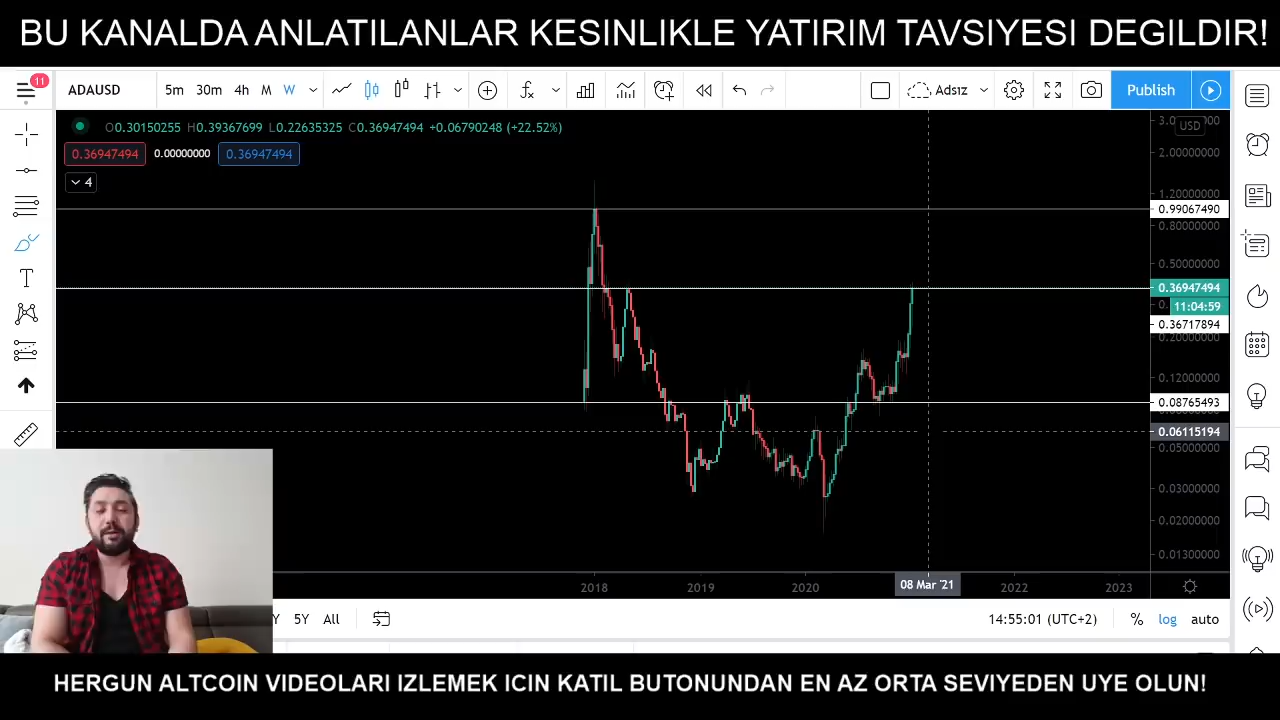 BU KANALDA ANLATILANLAR KESINLIKLE YATIRIM TAVSIYESI DEGILDIR!
11
ADAUSD 5m 30m 4h M W Adsız Publish
O0.30150255 H0.39367699 L0.22635325 C0.36947494 +0.06790248 (+22.52%)
0.36947494 0.00000000 0.36947494
4
USD
2.00000000
1.20000000
0.99067490
0.80000000
0.50000000
0.36947494
11:04:59
0.36717894
0.20000000
0.12000000
0.08765493
0.06115194
0.05000000
0.03000000
0.02000000
0.01300000
2018 2019 2020 08 Mar '21 2022 2023
Y 5Y All 14:55:01 (UTC+2) % log auto
HERGUN ALTCOIN VIDEOLARI IZLEMEK ICIN KATIL BUTONUNDAN EN AZ ORTA SEVIYEDEN UYE OLUN!